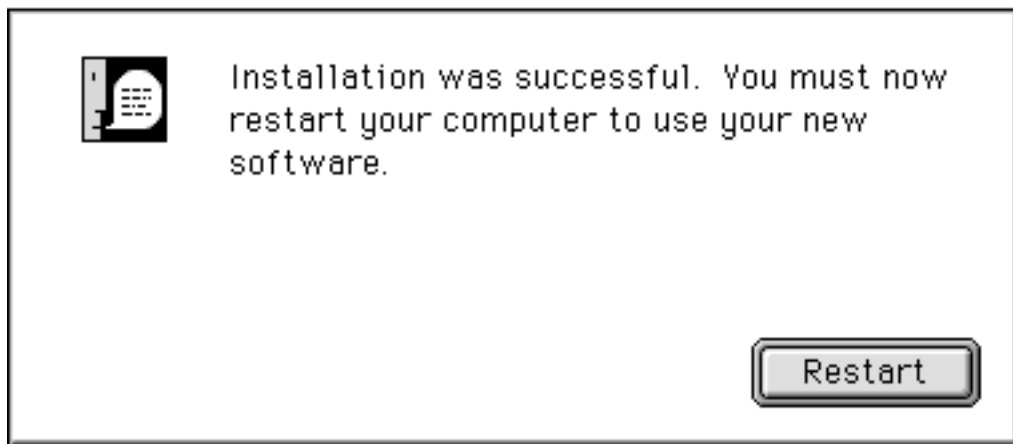 Installation was successful.  You must now
restart your computer to use your new
software.
Restart